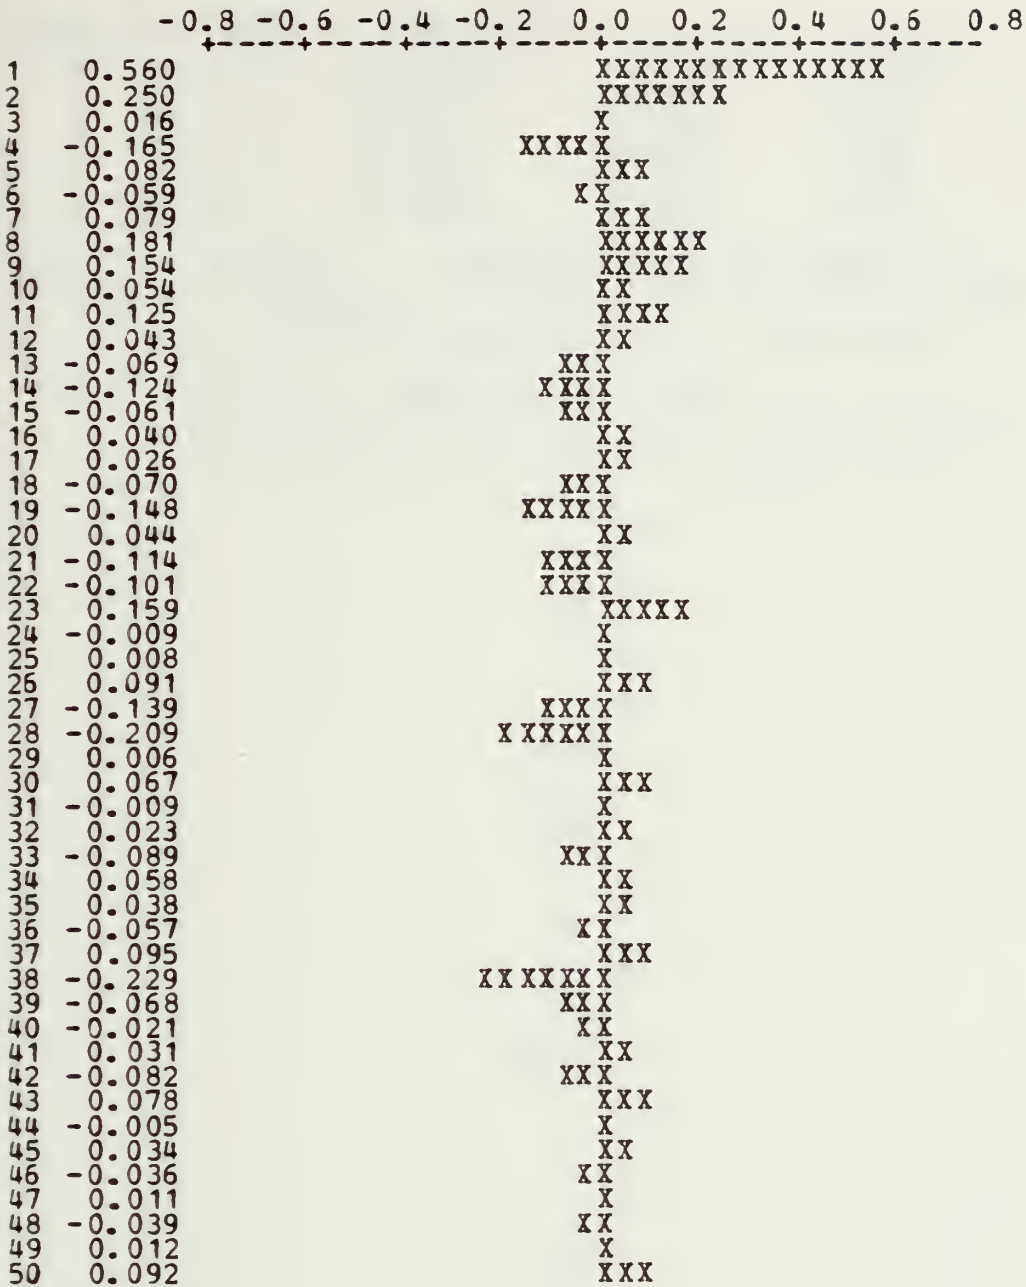 -0.8 -0.6 -0.4 -0.2 0.0 0.2 0.4 0.6 0.8
+----+----+----+----+----+----+----+----
1 0.560 XXXXXXXXXXXXXXX
2 0.250 XXXXXXX
3 0.016 X
4 -0.165 XXXXX
5 0.082 XXX
6 -0.059 XX
7 0.079 XXX
8 0.181 XXXXXX
9 0.154 XXXXX
10 0.054 XX
11 0.125 XXXX
12 0.043 XX
13 -0.069 XXX
14 -0.124 XXXX
15 -0.061 XXX
16 0.040 XX
17 0.026 XX
18 -0.070 XXX
19 -0.148 XXXXX
20 0.044 XX
21 -0.114 XXXX
22 -0.101 XXXX
23 0.159 XXXXX
24 -0.009 X
25 0.008 X
26 0.091 XXX
27 -0.139 XXXX
28 -0.209 XXXXXX
29 0.006 X
30 0.067 XXX
31 -0.009 X
32 0.023 XX
33 -0.089 XXX
34 0.058 XX
35 0.038 XX
36 -0.057 XX
37 0.095 XXX
38 -0.229 XXXXXXX
39 -0.068 XXX
40 -0.021 XX
41 0.031 XX
42 -0.082 XXX
43 0.078 XXX
44 -0.005 X
45 0.034 XX
46 -0.036 XX
47 0.011 X
48 -0.039 XX
49 0.012 X
50 0.092 XXX